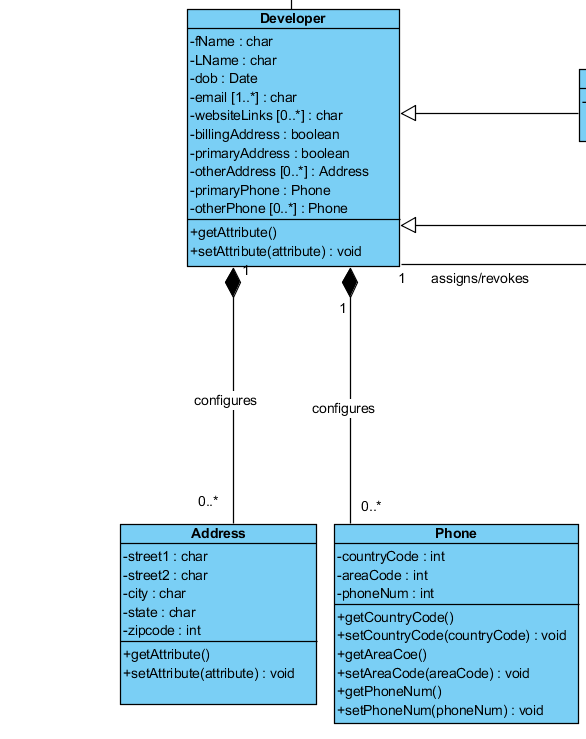 Developer
-fName : char
-LName : char
-dob : Date
-email [1..*] : char
-websiteLinks [0..*] : char
-billingAddress : boolean
-primaryAddress : boolean
-otherAddress [0..*] : Address
-primaryPhone : Phone
-otherPhone [0..*] : Phone
+getAttribute()
+setAttribute(attribute) : void
1
1
assigns/revokes
1
configures
configures
0..*
0..*
Address
-street1 : char
-street2 : char
-city : char
-state : char
-zipcode : int
+getAttribute()
+setAttribute(attribute) : void
Phone
-countryCode : int
-areaCode : int
-phoneNum : int
+getCountryCode()
+setCountryCode(countryCode) : void
+getAreaCoe()
+setAreaCode(areaCode) : void
+getPhoneNum()
+setPhoneNum(phoneNum) : void